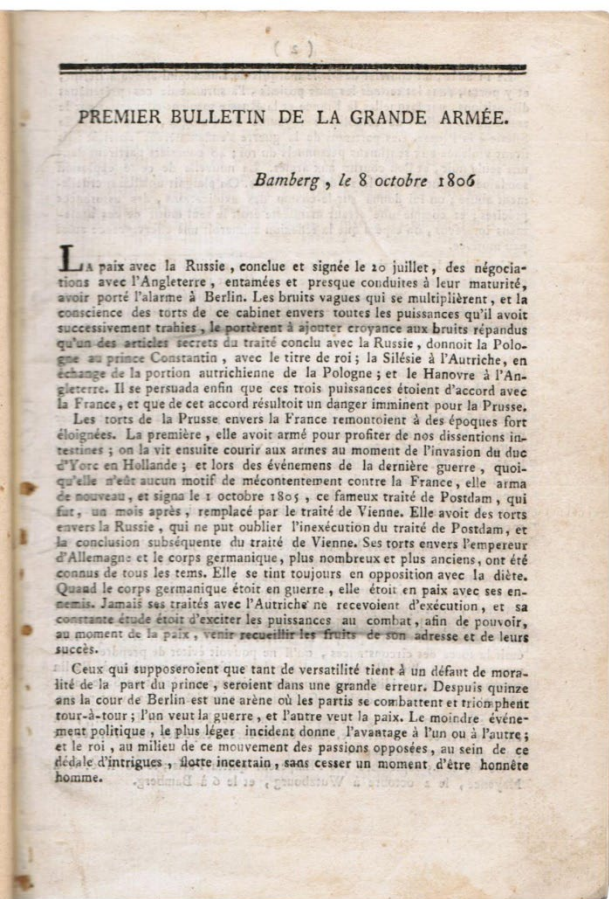 ( 2 )
PREMIER BULLETIN DE LA GRANDE ARMÉE.
Bamberg , le 8 octobre 1806
LA paix avec la Russie , conclue et signée le 20 juillet , des négocia-
tions avec l'Angleterre , entamées et presque conduites à leur maturité,
avoir porté l'alarme à Berlin. Les bruits vagues qui se multiplièrent, et la
conscience des torts de ce cabinet envers toutes les puissances qu'il avoit
successivement trahies , le portèrent à ajouter croyance aux bruits répandus
qu'un des articles secrets du traité conclu avec la Russie , donnoit la Polo-
gne au prince Constantin , avec le titre de roi ; la Silésie à l'Autriche, en
échange de la portion autrichienne de la Pologne ; et le Hanovre à l'An-
gleterre. Il se persuada enfin que ces trois puissances étoient d'accord avec
la France, et que de cet accord résultoit un danger imminent pour la Prusse.
Les torts de la Prusse envers la France remontoient à des époques fort
éloignées. La première , elle avoit armé pour profiter de nos dissentions in-
testines ; on la vit ensuite courir aux armes au moment de l'invasion du duc
d'Yorc en Hollande ; et lors des événemens de la dernière guerre , quoi-
qu'elle n'eût aucun motif de mécontentement contre la France, elle arma
de nouveau, et signa le 1 octobre 1805 , ce fameux traité de Postdam , qui
fut, un mois après , remplacé par le traité de Vienne. Elle avoit des torts
envers la Russie , qui ne put oublier l'inexécution du traité de Postdam, et
la conclusion subséquente du traité de Vienne. Ses torts envers l'empereur
d'Allemagne et le corps germanique, plus nombreux et plus anciens, ont été
connus de tous les tems. Elle se tint toujours en opposition avec la diète.
Quand le corps germanique étoit en guerre , elle étoit en paix avec ses en-
nemis. Jamais ses traités avec l'Autriche ne recevoient d'exécution, et sa
constante étude étoit d'exciter les puissances au combat, afin de pouvoir,
au moment de la paix , venir recueillir les fruits de son adresse et de leurs
succès.
Ceux qui supposeroient que tant de versatilité tient à un défaut de mora-
lité de la part du prince , seroient dans une grande erreur. Despuis quinze
ans la cour de Berlin est une arène où les partis se combattent et triomphent
tour-à-tour ; l'un veut la guerre , et l'autre veut la paix. Le moindre événe-
ment politique , le plus léger incident donne l'avantage à l'un ou à l'autre ;
et le roi , au milieu de ce mouvement des passions opposées, au sein de ce
dédale d'intrigues , flotte incertain , sans cesser un moment d'être honnête
homme.